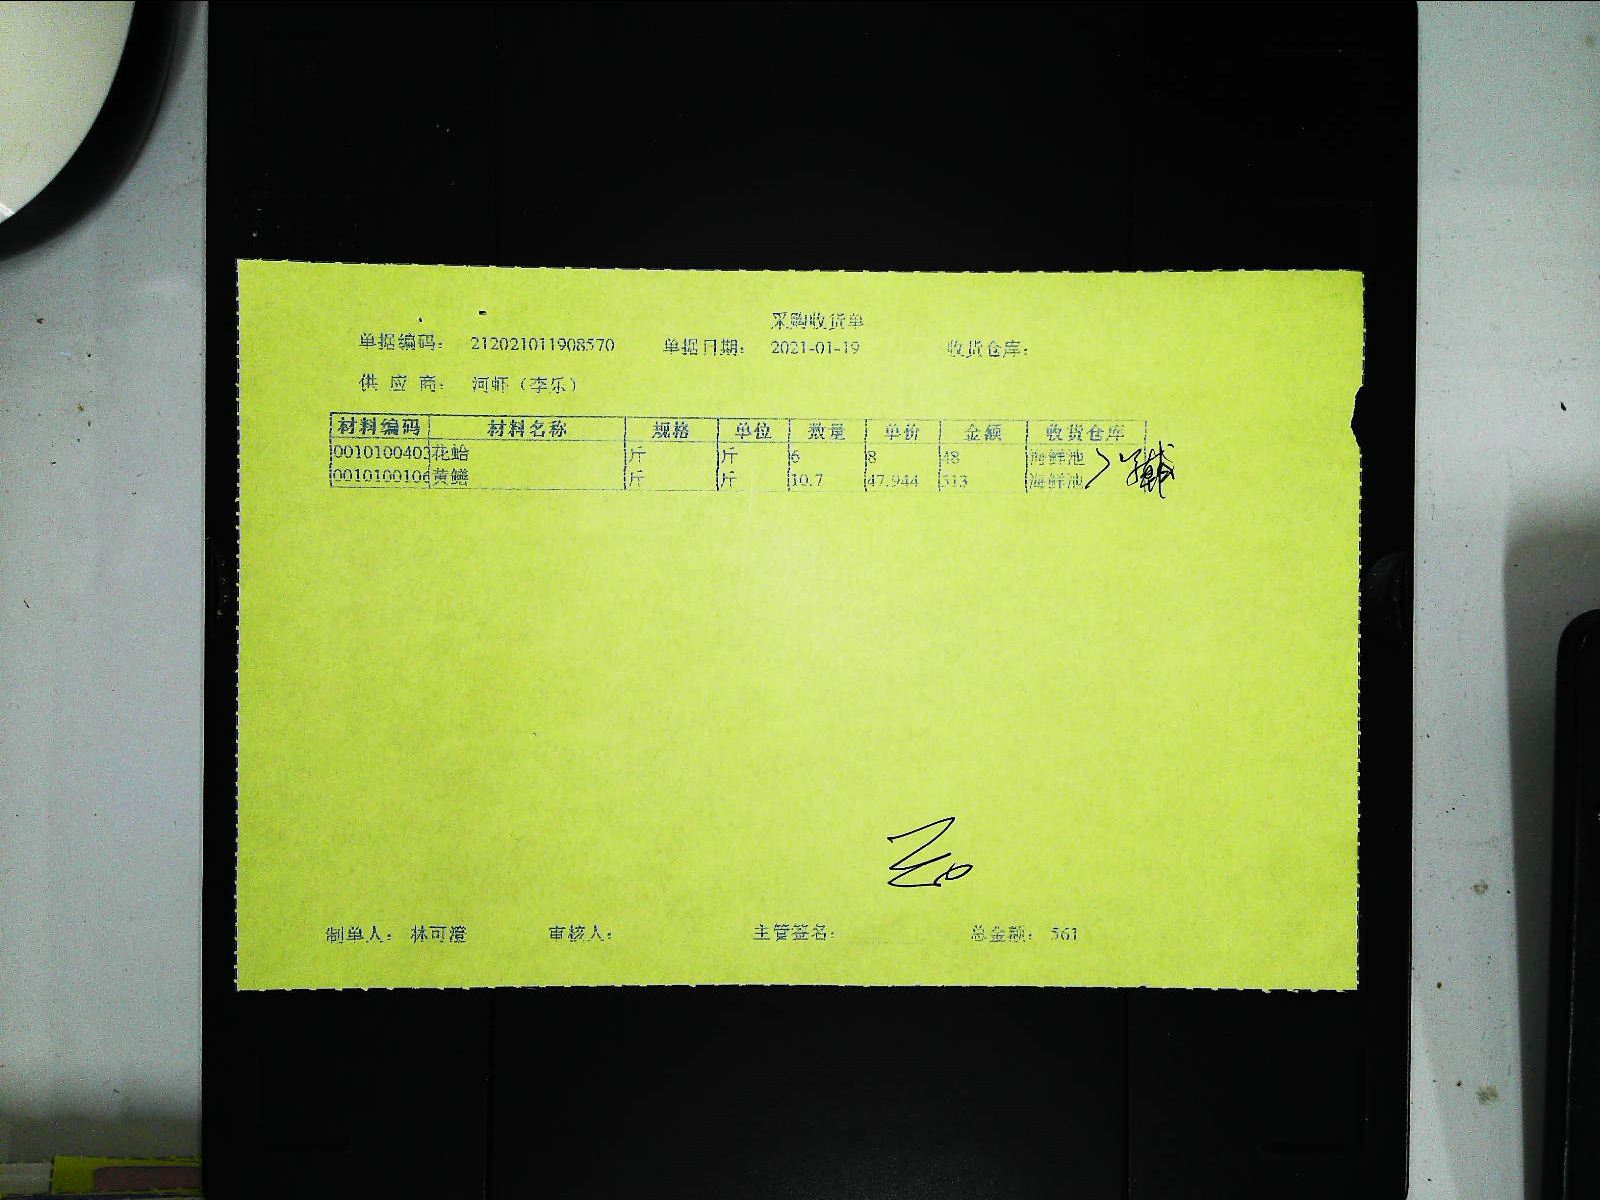 采购收货单
单据编码： 212021011908570 单据日期： 2021-01-19 收货仓库：
供 应 商： 河虾（李乐）
材料编码 材料名称 规格 单位 数量 单价 金额 收货仓库
0010100403 花蛤 斤 斤 6 8 48 海鲜池
0010100106 黄鳝 斤 斤 10.7 47.944 513 海鲜池
制单人： 林可澄 审核人： 主管签名： 总金额： 561